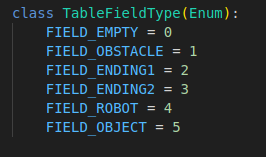 class TableFieldType(Enum):
    FIELD_EMPTY = 0
    FIELD_OBSTACLE = 1
    FIELD_ENDING1 = 2
    FIELD_ENDING2 = 3
    FIELD_ROBOT = 4
    FIELD_OBJECT = 5